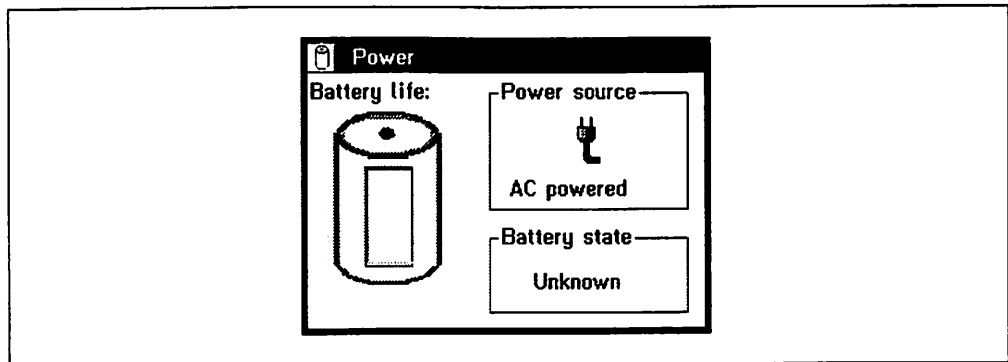 Power
Battery life:
Power source
AC powered
Battery state
Unknown